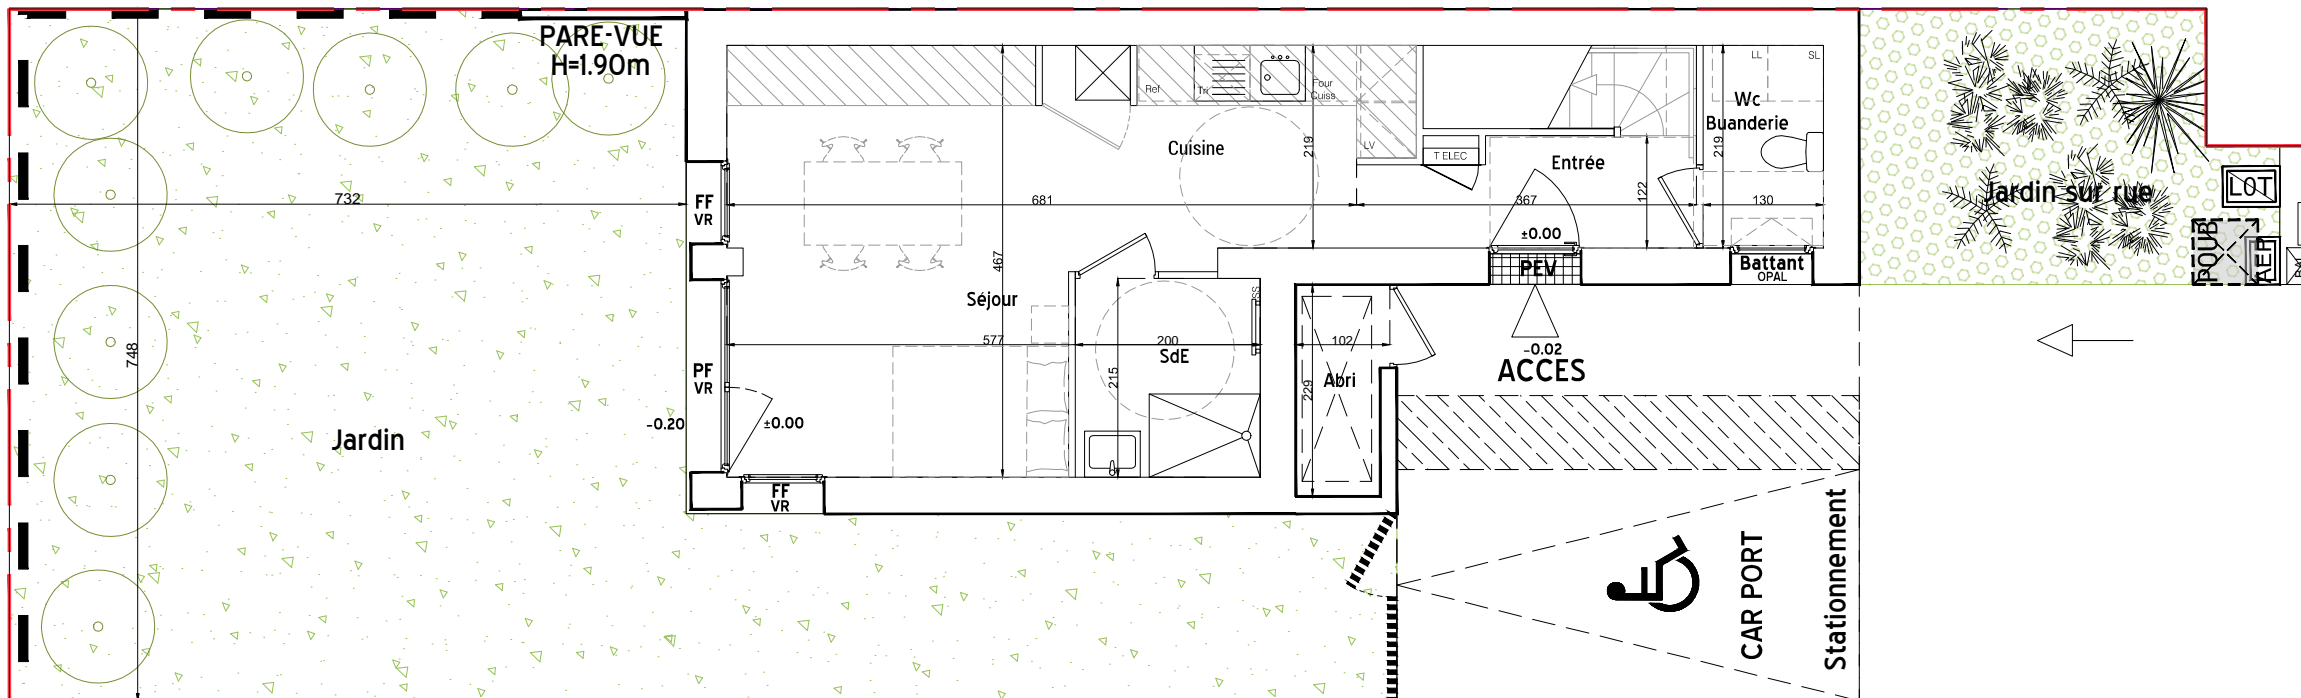 PARE-VUE
H=1.90m
732
748
Jardin
FF
VR
PF
VR
-0.20
±0.00
FF
VR
Ref
Tri
Four
Cuiss
LV
Cuisine
219
681
467
Séjour
577
200
SdE
215
SS
T ELEC
Entrée
122
367
±0.00
PEV
LL
SL
Wc
Buanderie
219
130
Battant
OPAL
102
Abri
229
-0.02
ACCES
CAR PORT
Stationnement
Jardin sur rue
LOT
POUB
AEP